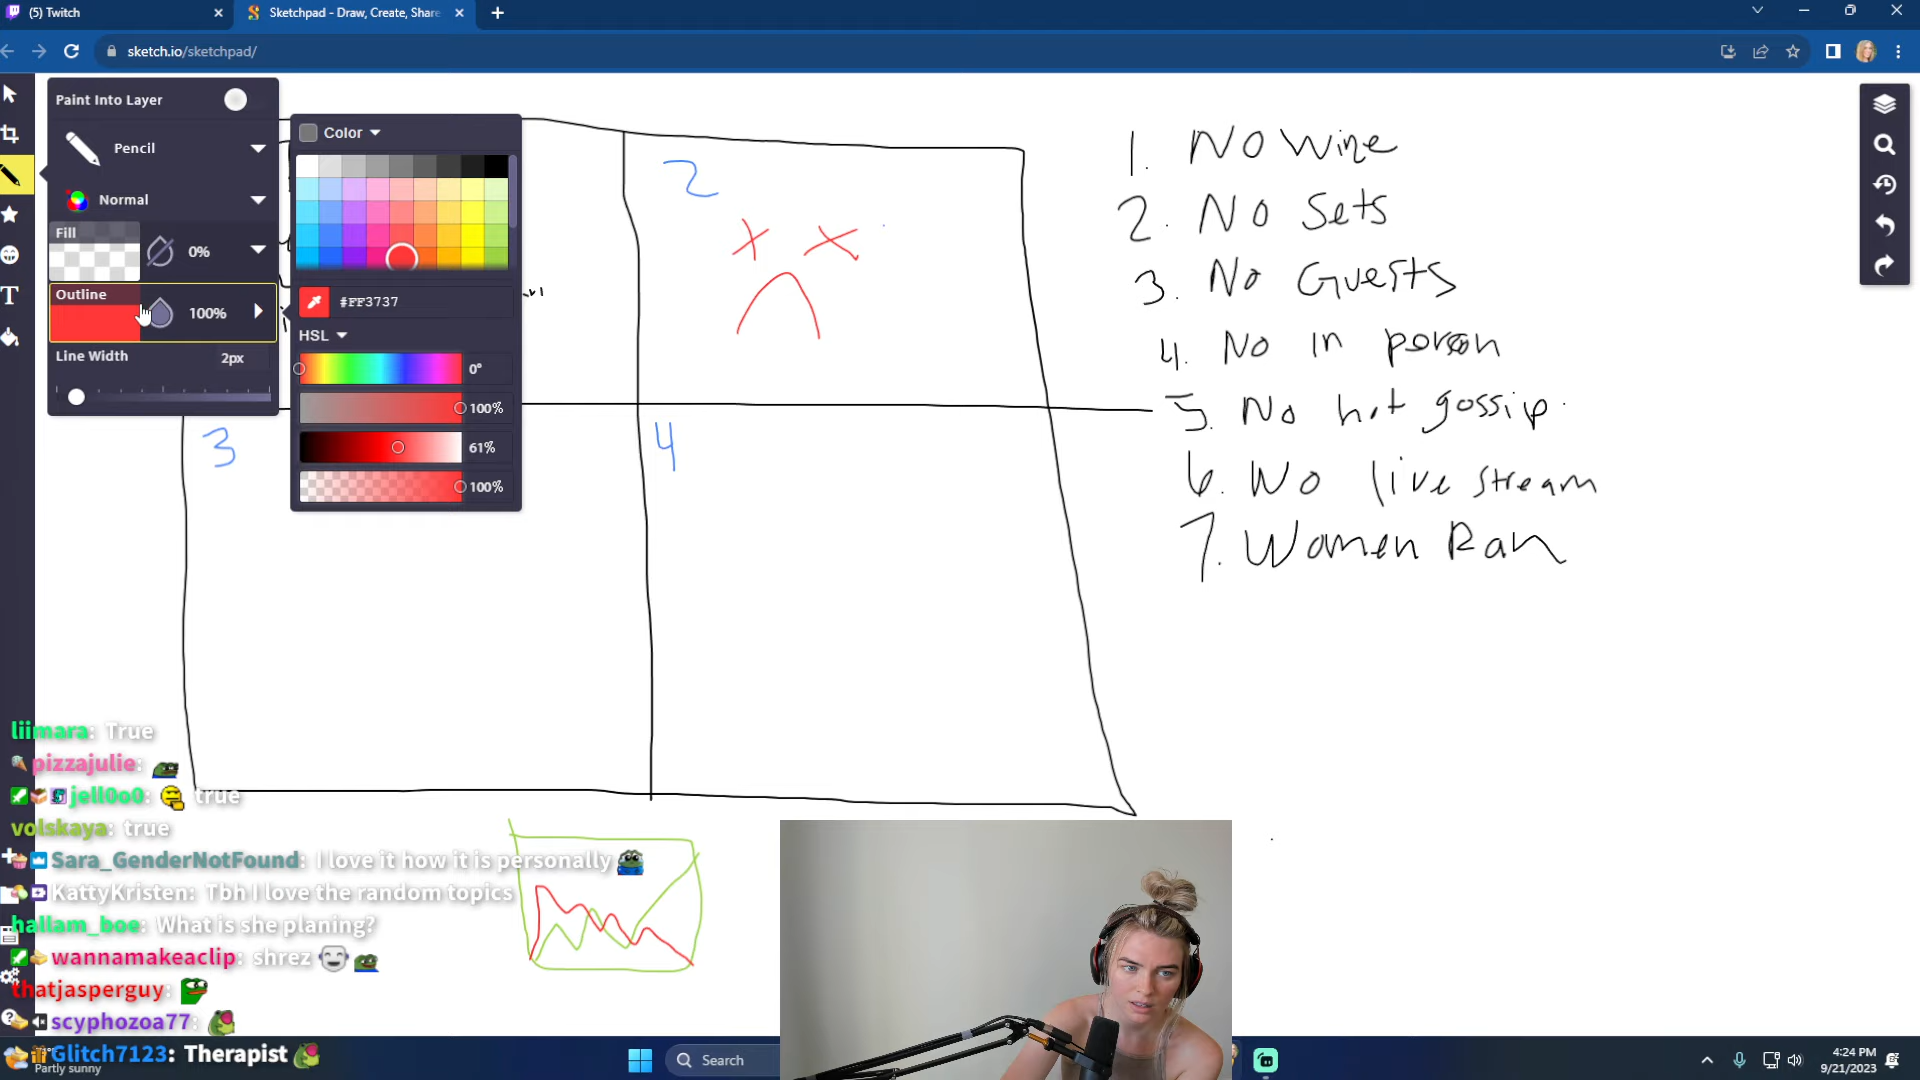 (5) Twitch
Sketchpad - Draw, Create, Share
sketch.io/sketchpad/
Paint Into Layer
Pencil
Normal
Fill
0%
Outline
100%
Line Width
2px
Color
#FF3737
HSL
0°
100%
61%
100%
2
3
4
1. No Wine
2. No Sets
3. No Guests
4. No in person
5. No hot gossip
6. No live stream
7. Women Ran
liimara: True
pizzajulie:
jell0o0: true
volskaya: true
Sara_GenderNotFound: I love it how it is personally
KattyKristen: Tbh I love the random topics
hallam_boe: What is she planing?
wannamakeaclip: shrez
thatjasperguy:
scyphozoa77:
Glitch7123: Therapist
Partly sunny
Search
4:24 PM
9/21/2023